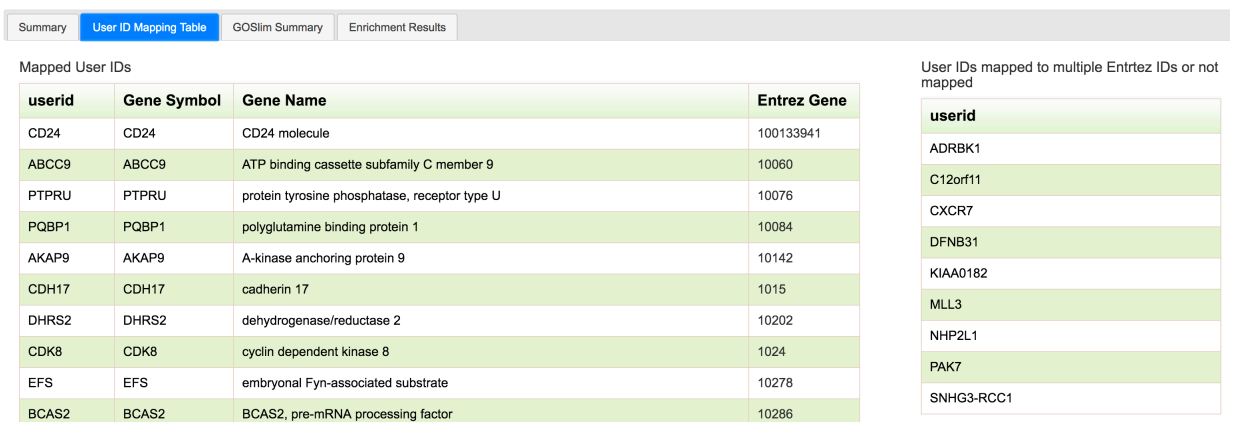 Summary User ID Mapping Table GOSlim Summary Enrichment Results
Mapped User IDs
userid Gene Symbol Gene Name Entrez Gene
CD24 CD24 CD24 molecule 100133941
ABCC9 ABCC9 ATP binding cassette subfamily C member 9 10060
PTPRU PTPRU protein tyrosine phosphatase, receptor type U 10076
PQBP1 PQBP1 polyglutamine binding protein 1 10084
AKAP9 AKAP9 A-kinase anchoring protein 9 10142
CDH17 CDH17 cadherin 17 1015
DHRS2 DHRS2 dehydrogenase/reductase 2 10202
CDK8 CDK8 cyclin dependent kinase 8 1024
EFS EFS embryonal Fyn-associated substrate 10278
BCAS2 BCAS2 BCAS2, pre-mRNA processing factor 10286
User IDs mapped to multiple Entrtez IDs or not
mapped
userid
ADRBK1
C12orf11
CXCR7
DFNB31
KIAA0182
MLL3
NHP2L1
PAK7
SNHG3-RCC1